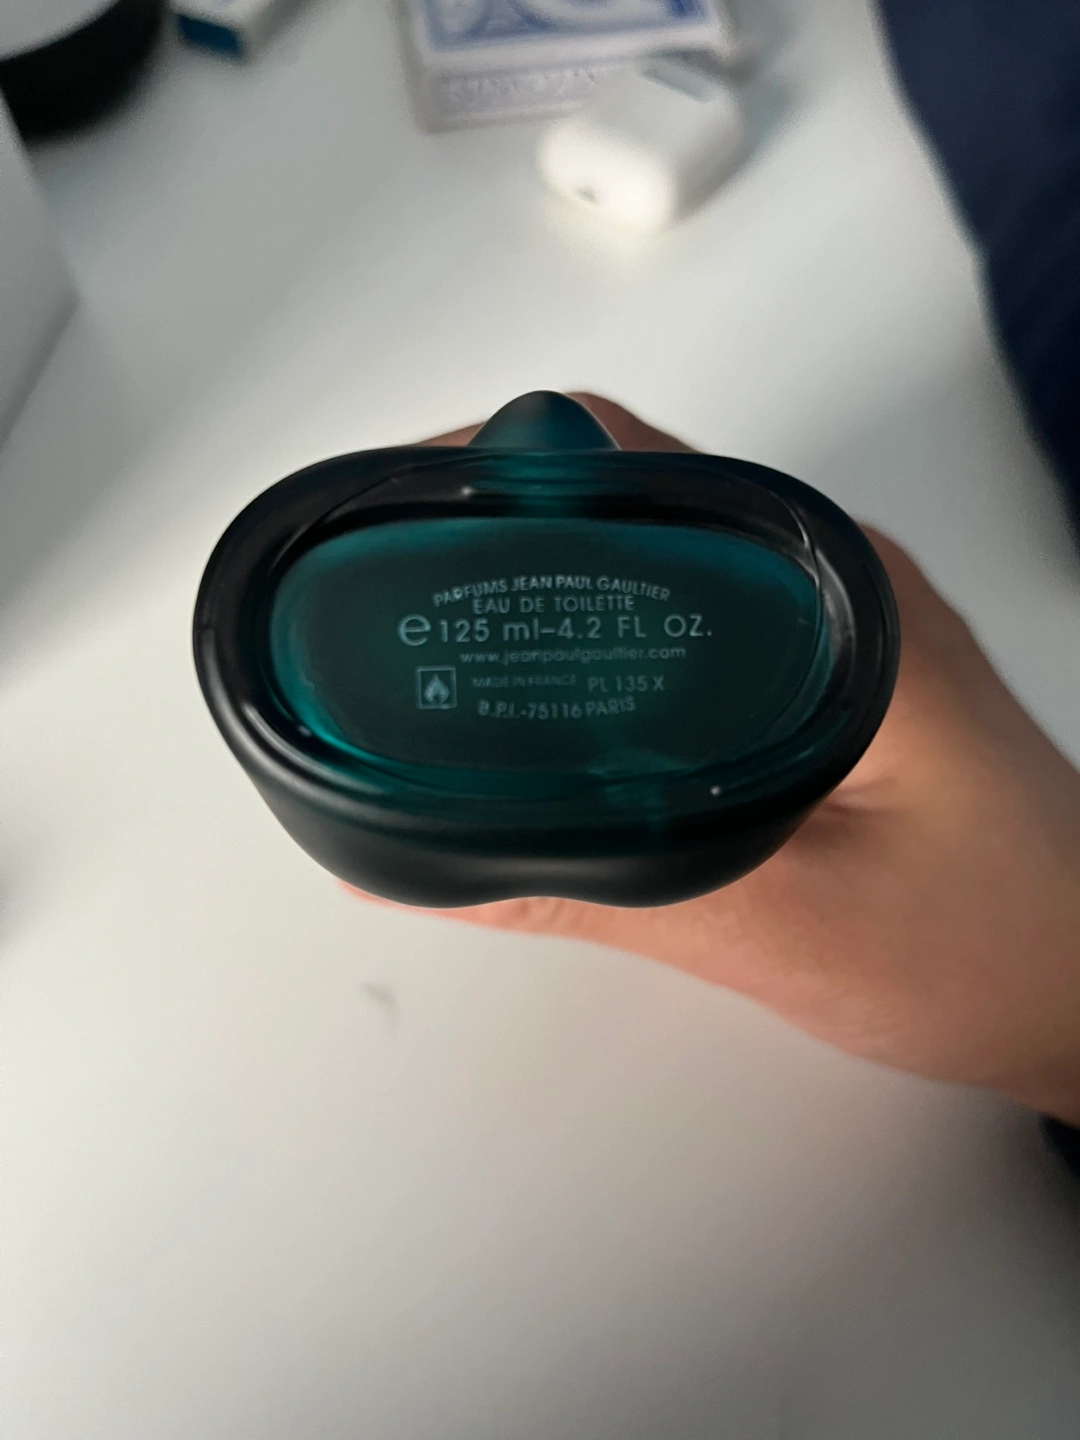 PARFUMS JEAN PAUL GAULTIER
EAU DE TOILETTE
℮ 125 ml–4.2 FL OZ.
www.jeanpaulgaultier.com
MADE IN FRANCE PL 135 X
B.P.I.-75116 PARIS